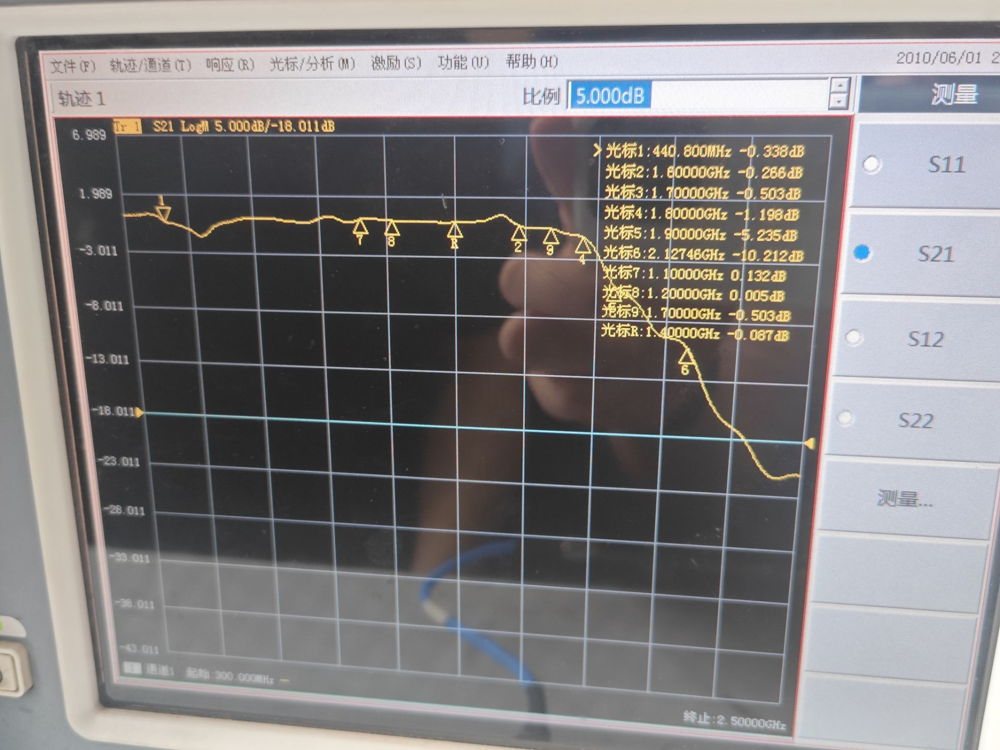 文件(F) 轨迹/通道(T) 响应(R) 光标/分析(M) 激励(S) 功能(U) 帮助(H)
2010/06/01 2
轨迹 1
比例 5.000dB
测量
Tr 1 S21 LogM 5.000dB/-18.011dB
6.989
1.989
-3.011
-8.011
-13.011
-18.011
-23.011
-28.011
-33.011
-38.011
-43.011
>光标1:440.800MHz -0.338dB
光标2:1.60000GHz -0.266dB
光标3:1.70000GHz -0.503dB
光标4:1.80000GHz -1.198dB
光标5:1.90000GHz -5.235dB
光标6:2.12746GHz -10.212dB
光标7:1.10000GHz 0.132dB
光标8:1.20000GHz 0.005dB
光标9:1.70000GHz -0.503dB
光标R:1.40000GHz -0.087dB
1
7
8
R
2
9
4
6
1 通道1 起始:300.000MHz
终止:2.50000GHz
S11
S21
S12
S22
测量...